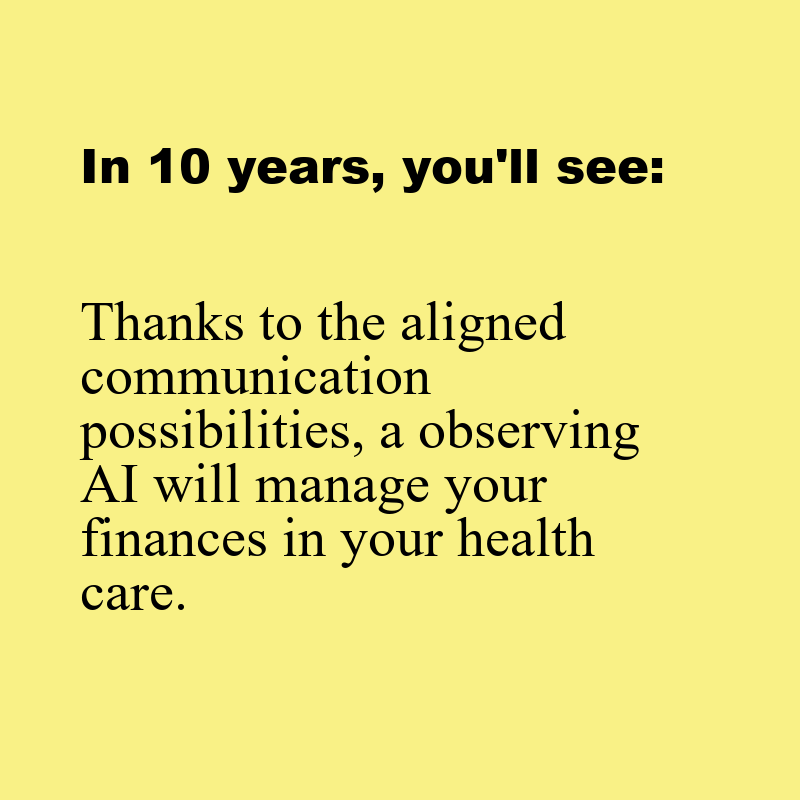 In 10 years, you'll see:
Thanks to the aligned
communication
possibilities, a observing
AI will manage your
finances in your health
care.